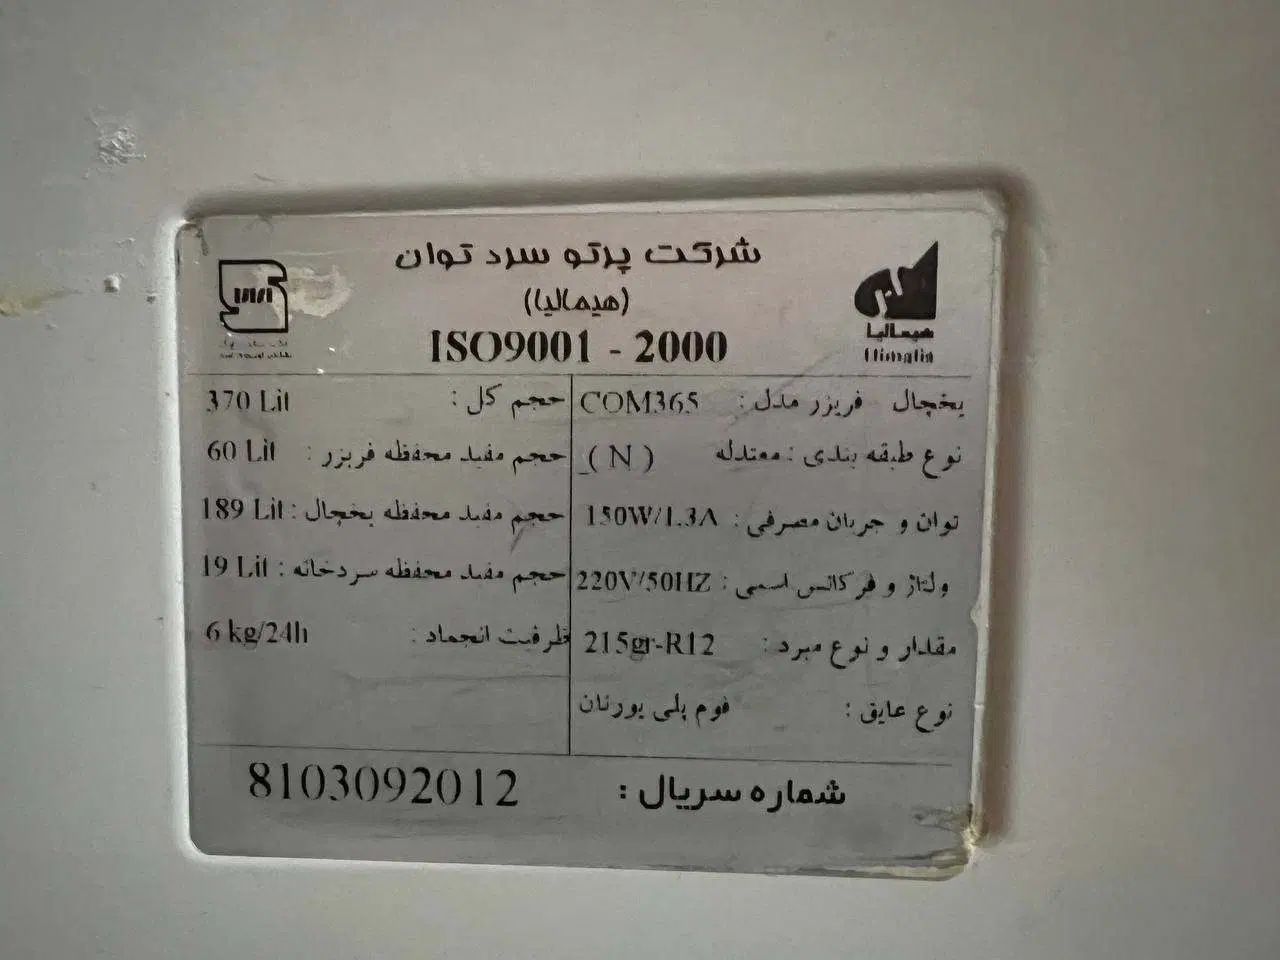 شرکت پرتو سرد توان
(هیمالیا)
ISO9001 - 2000
هیمالیا
Himalia
یخچال فریزر مدل : COM365
نوع طبقه بندی : معتدله ( N )
توان و جریان مصرفی : 150W/1.3A
ولتاژ و فرکانس اسمی : 220V/50HZ
مقدار و نوع مبرد : 215gr-R12
نوع عایق : فوم پلی یورتان
حجم کل : 370 Lit
حجم مفید محفظه فریزر : 60 Lit
حجم مفید محفظه یخچال : 189 Lit
حجم مفید محفظه سردخانه : 19 Lit
ظرفیت انجماد : 6 kg/24h
شماره سریال : 8103092012